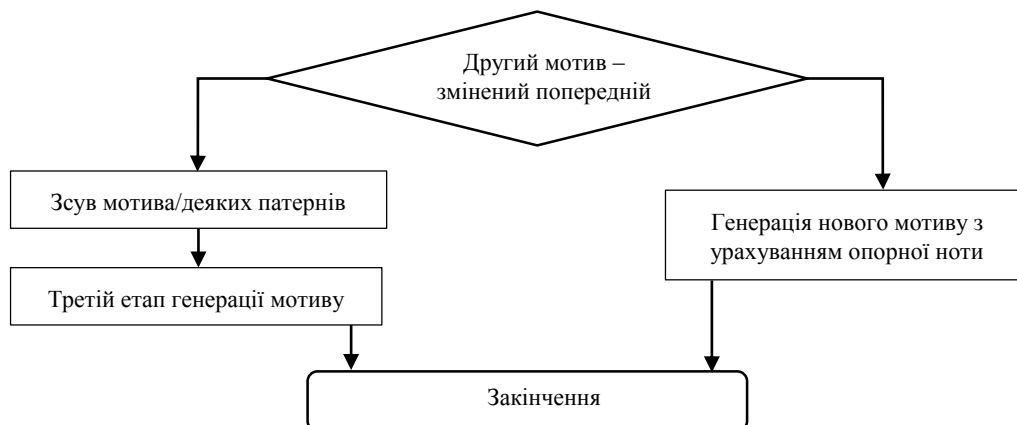 Другий мотив –
змінений попередній
Зсув мотива/деяких патернів
Генерація нового мотиву з
урахуванням опорної ноти
Третій етап генерації мотиву
Закінчення